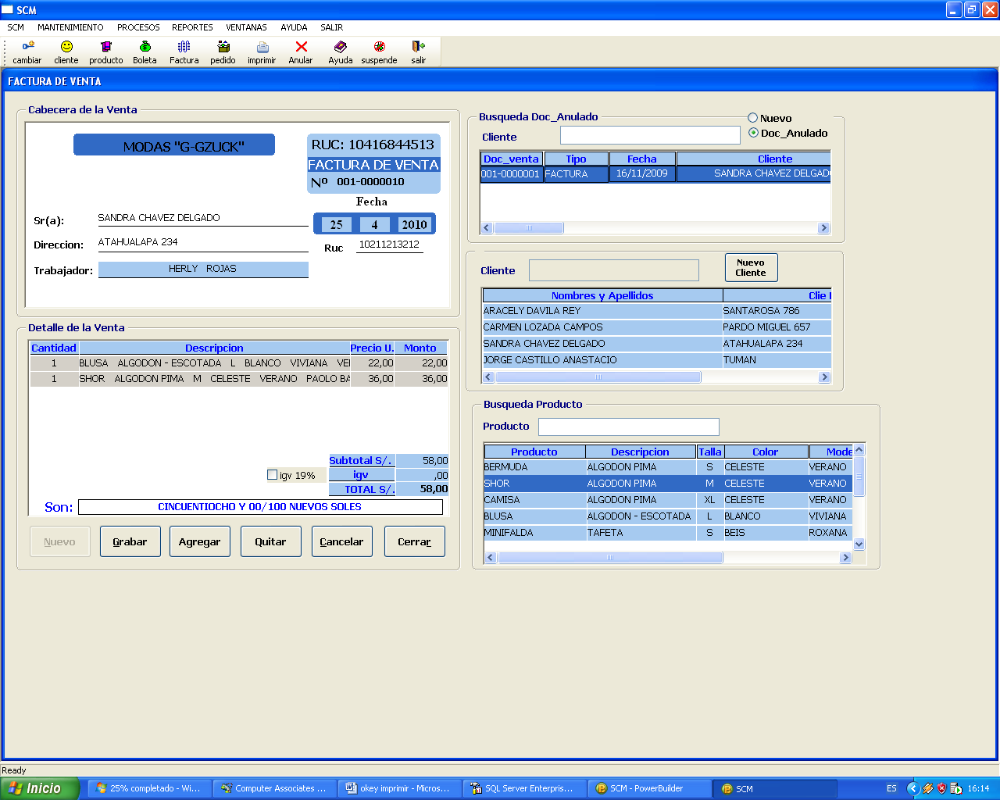 SCM
SCM MANTENIMIENTO PROCESOS REPORTES VENTANAS AYUDA SALIR
cambiar cliente producto Boleta Factura pedido imprimir Anular Ayuda suspende salir
FACTURA DE VENTA
Cabecera de la Venta
MODAS "G-GZUCK"
RUC: 10416844513
FACTURA DE VENTA
Nº 001-0000010
Fecha
25 4 2010
Sr(a): SANDRA CHAVEZ DELGADO
Direccion: ATAHUALAPA 234
Ruc 10211213212
Trabajador: HERLY ROJAS
Detalle de la Venta
Cantidad Descripcion Precio U. Monto
1 BLUSA ALGODON - ESCOTADA L BLANCO VIVIANA VE 22,00 22,00
1 SHOR ALGODON PIMA M CELESTE VERANO PAOLO BA 36,00 36,00
Subtotal S/. 58,00
igv 19% igv ,00
TOTAL S/. 58,00
Son: CINCUENTIOCHO Y 00/100 NUEVOS SOLES
Nuevo Grabar Agregar Quitar Cancelar Cerrar
Busqueda Doc_Anulado
Nuevo
Doc_Anulado
Cliente
Doc_venta Tipo Fecha Cliente
001-0000001 FACTURA 16/11/2009 SANDRA CHAVEZ DELGADO
Cliente
Nuevo
Cliente
Nombres y Apellidos Clie
ARACELY DAVILA REY SANTAROSA 786
CARMEN LOZADA CAMPOS PARDO MIGUEL 657
SANDRA CHAVEZ DELGADO ATAHUALAPA 234
JORGE CASTILLO ANASTACIO TUMAN
Busqueda Producto
Producto
Producto Descripcion Talla Color Mode
BERMUDA ALGODON PIMA S CELESTE VERANO
SHOR ALGODON PIMA M CELESTE VERANO
CAMISA ALGODON PIMA XL CELESTE VERANO
BLUSA ALGODON - ESCOTADA L BLANCO VIVIANA
MINIFALDA TAFETA S BEIS ROXANA
Ready
Inicio 25% completado - Wi... Computer Associates ... okey imprimir - Micros... SQL Server Enterpris... SCM - PowerBuilder SCM ES 16:14